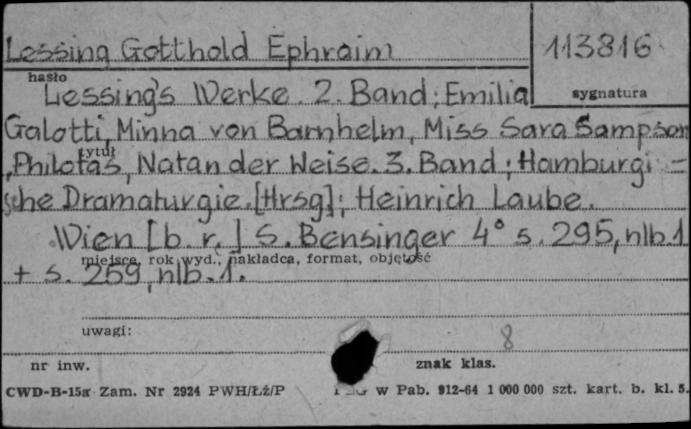 Lessing Gotthold Ephraim
113816
hasło
sygnatura
Lessing's Werke. 2. Band; Emilia
Galotti, Minna von Barnhelm, Miss Sara Sampson
tytuł
, Philotas, Natan der Weise. 3. Band; Hamburgi=
sche Dramaturgie. [Hrsg]; Heinrich Laube.
Wien [b. r.] S. Bensinger 4° s. 295, nlb. 1
miejsce, rok wyd., nakładca, format, objętość
+ s. 259, nlb. 1.
uwagi:
8
nr inw.
znak klas.
CWD-B-15a Zam. Nr 2924 PWH/Łź/P w Pab. 912-64 1 000 000 szt. kart. b. kl. 5.